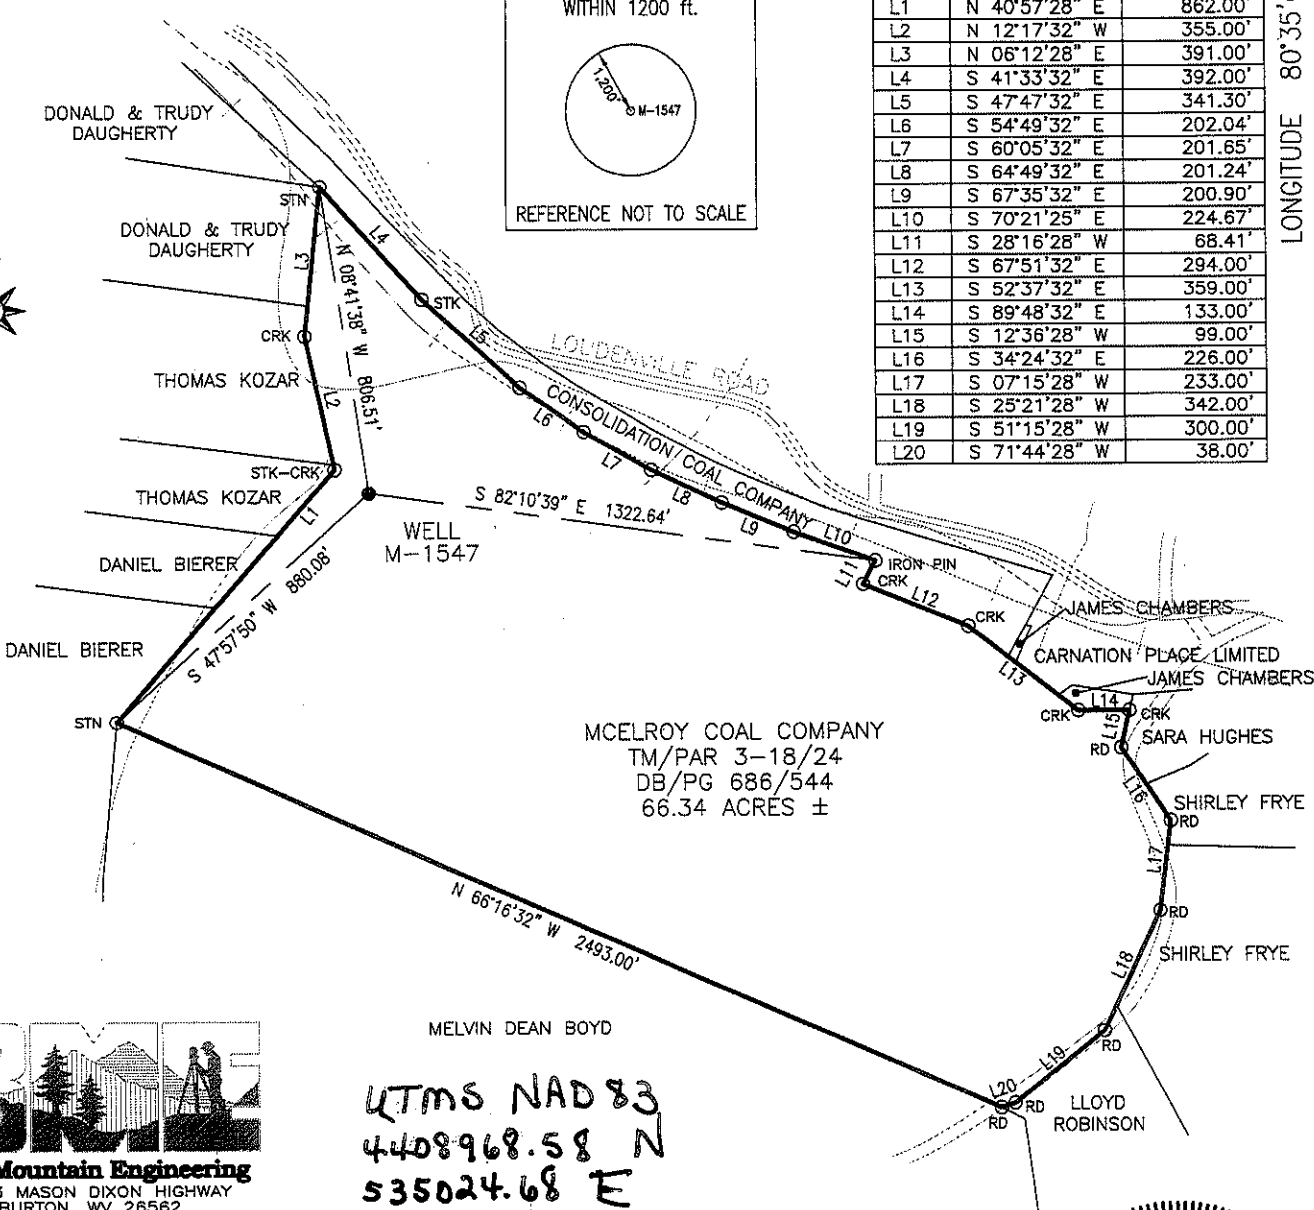 WITHIN 1200 ft.
1,200'
M-1547
REFERENCE NOT TO SCALE
L1 N 40°57'28" E 862.00'
L2 N 12°17'32" W 355.00'
L3 N 06°12'28" E 391.00'
L4 S 41°33'32" E 392.00'
L5 S 47°47'32" E 341.30'
L6 S 54°49'32" E 202.04'
L7 S 60°05'32" E 201.65'
L8 S 64°49'32" E 201.24'
L9 S 67°35'32" E 200.90'
L10 S 70°21'25" E 224.67'
L11 S 28°16'28" W 68.41'
L12 S 67°51'32" E 294.00'
L13 S 52°37'32" E 359.00'
L14 S 89°48'32" E 133.00'
L15 S 12°36'28" W 99.00'
L16 S 34°24'32" E 226.00'
L17 S 07°15'28" W 233.00'
L18 S 25°21'28" W 342.00'
L19 S 51°15'28" W 300.00'
L20 S 71°44'28" W 38.00'
LONGITUDE 80°35'
DONALD & TRUDY
DAUGHERTY
STN
DONALD & TRUDY
DAUGHERTY
L3
L4
N 08°41'38" W 806.51'
STK
CRK
L5
LOUDENVILLE ROAD
THOMAS KOZAR
L2
CONSOLIDATION COAL COMPANY
L6
STK-CRK
THOMAS KOZAR
L7
L8
S 82°10'39" E 1322.64'
L9
L10
L1
WELL
M-1547
DANIEL BIERER
IRON PIN
L11
CRK
L12
CRK
JAMES CHAMBERS
S 47°57'50" W 880.08'
DANIEL BIERER
L13
CARNATION PLACE LIMITED
JAMES CHAMBERS
L14
CRK
CRK
STN
L15
MCELROY COAL COMPANY
TM/PAR 3-18/24
DB/PG 686/544
66.34 ACRES ±
RD
SARA HUGHES
L16
SHIRLEY FRYE
RD
L17
RD
N 66°16'32" W 2493.00'
SHIRLEY FRYE
L18
RD
L19
L20
RD
RD
LLOYD
ROBINSON
MELVIN DEAN BOYD
UTMS NAD 83
4408968.58 N
535024.68 E
Mountain Engineering
MASON DIXON HIGHWAY
BURTON, WV 26562